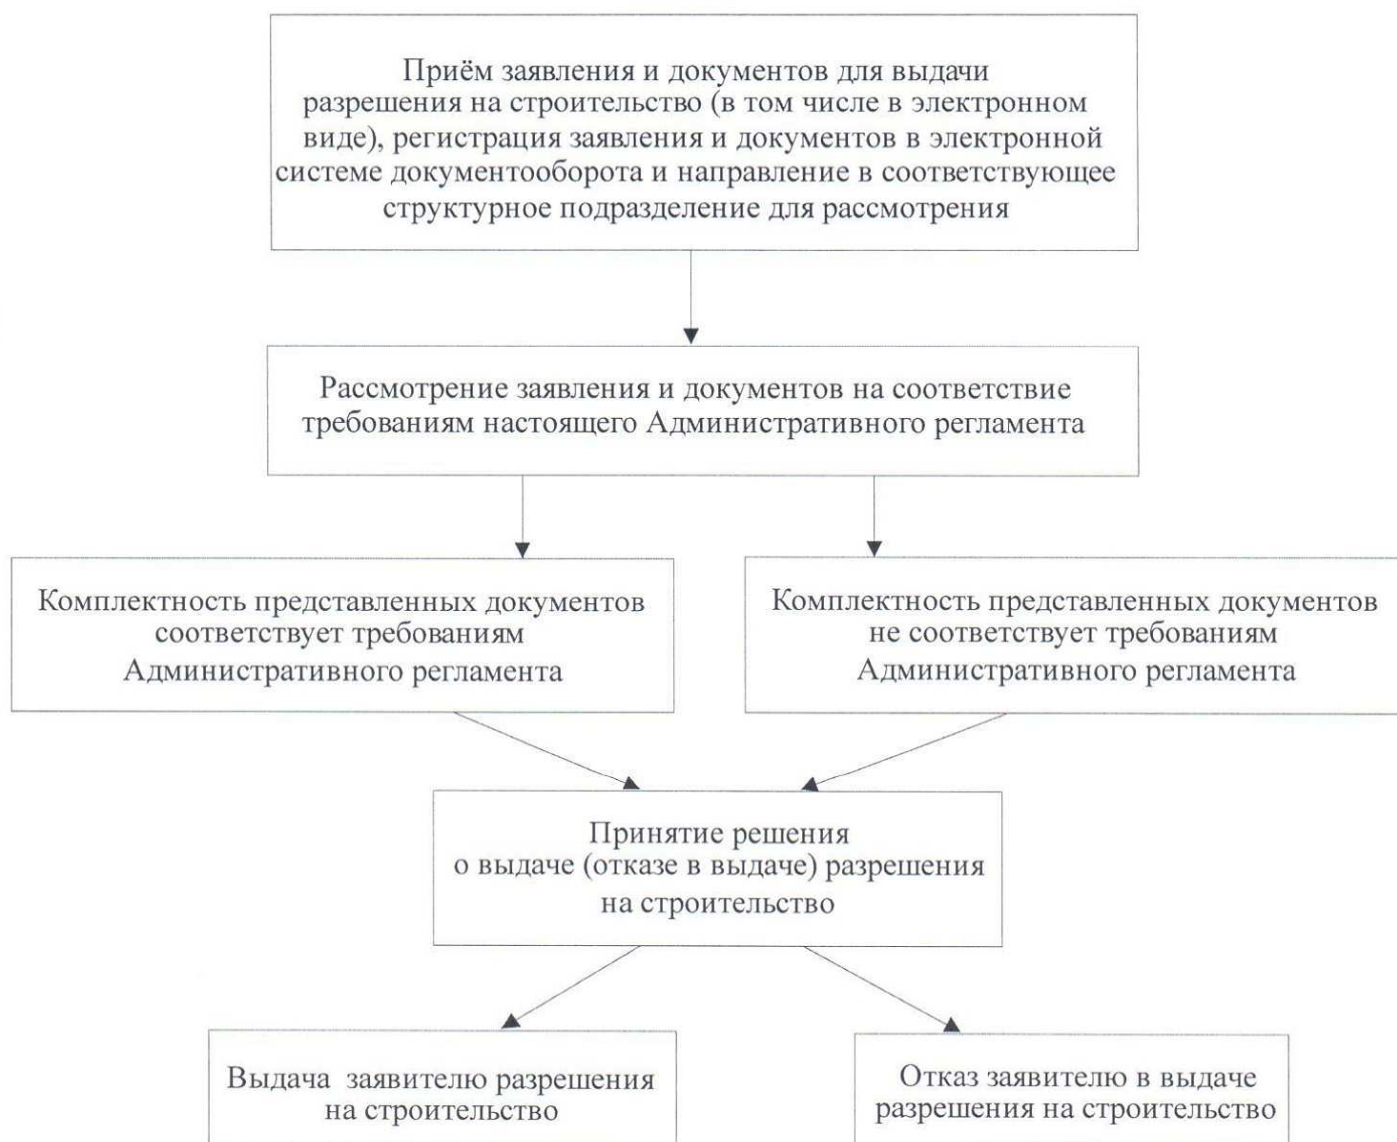 Приём заявления и документов для выдачи
разрешения на строительство (в том числе в электронном
виде), регистрация заявления и документов в электронной
системе документооборота и направление в соответствующее
структурное подразделение для рассмотрения
Рассмотрение заявления и документов на соответствие
требованиям настоящего Административного регламента
Комплектность представленных документов
соответствует требованиям
Административного регламента
Комплектность представленных документов
не соответствует требованиям
Административного регламента
Принятие решения
о выдаче (отказе в выдаче) разрешения
на строительство
Выдача заявителю разрешения
на строительство
Отказ заявителю в выдаче
разрешения на строительство